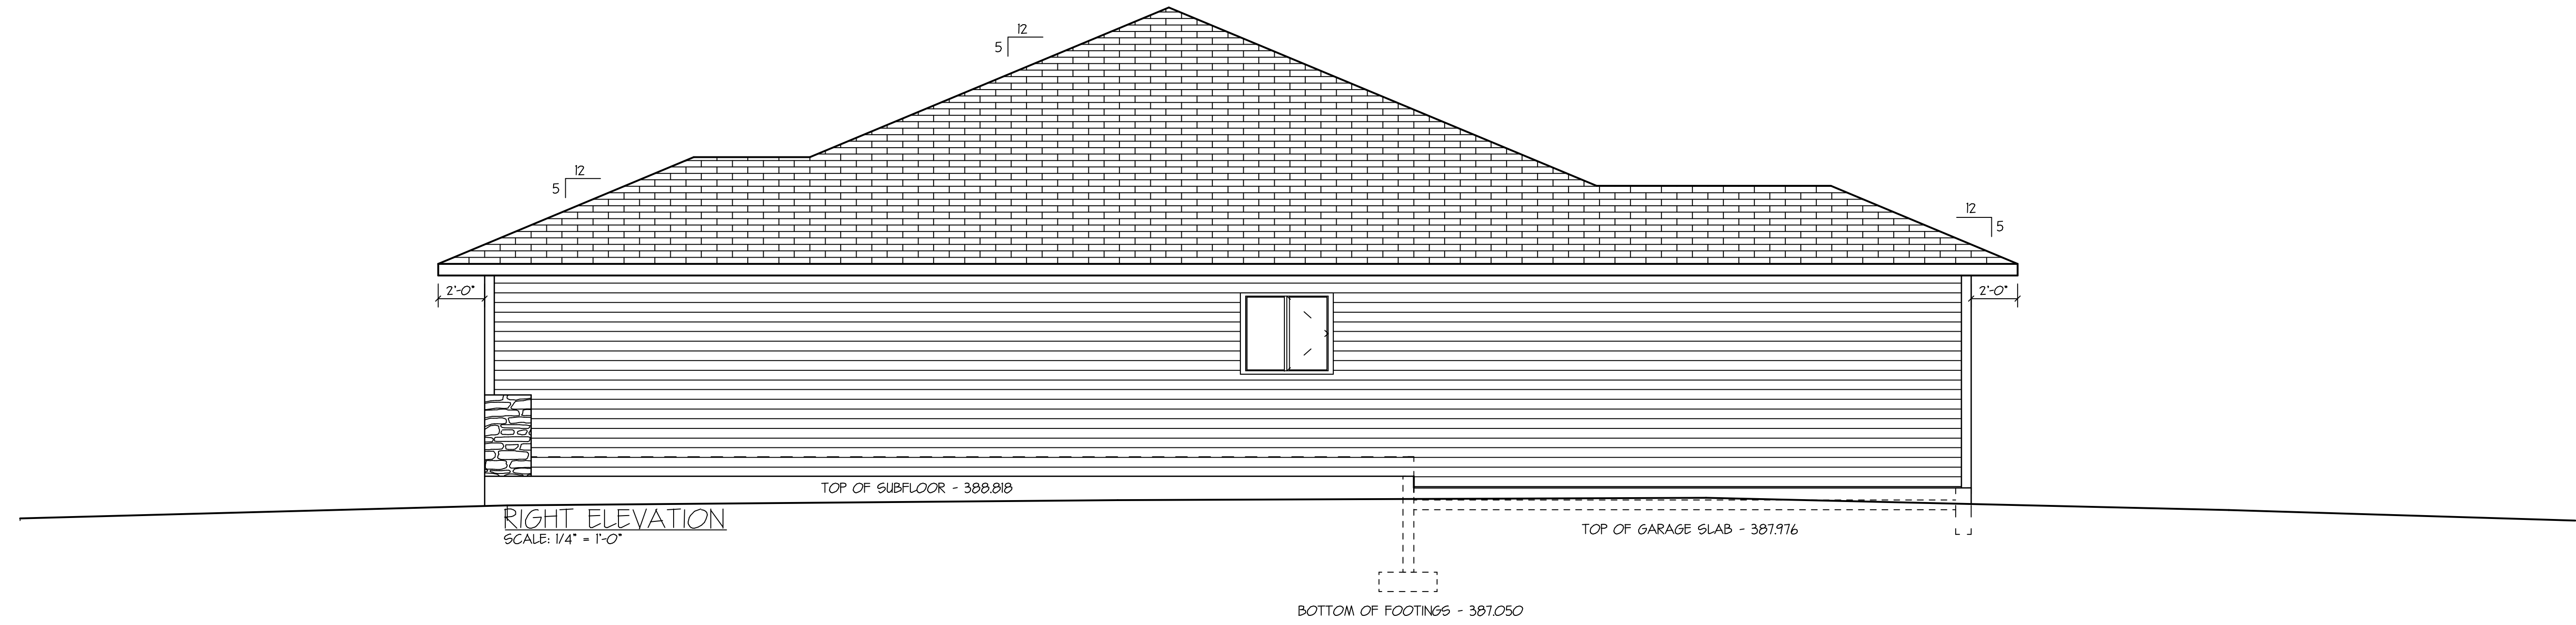 12
5
12
5
12
5
2'-0"
2'-0"
TOP OF SUBFLOOR - 388.818
RIGHT ELEVATION
SCALE: 1/4" = 1'-0"
TOP OF GARAGE SLAB - 387.976
BOTTOM OF FOOTINGS - 387.050